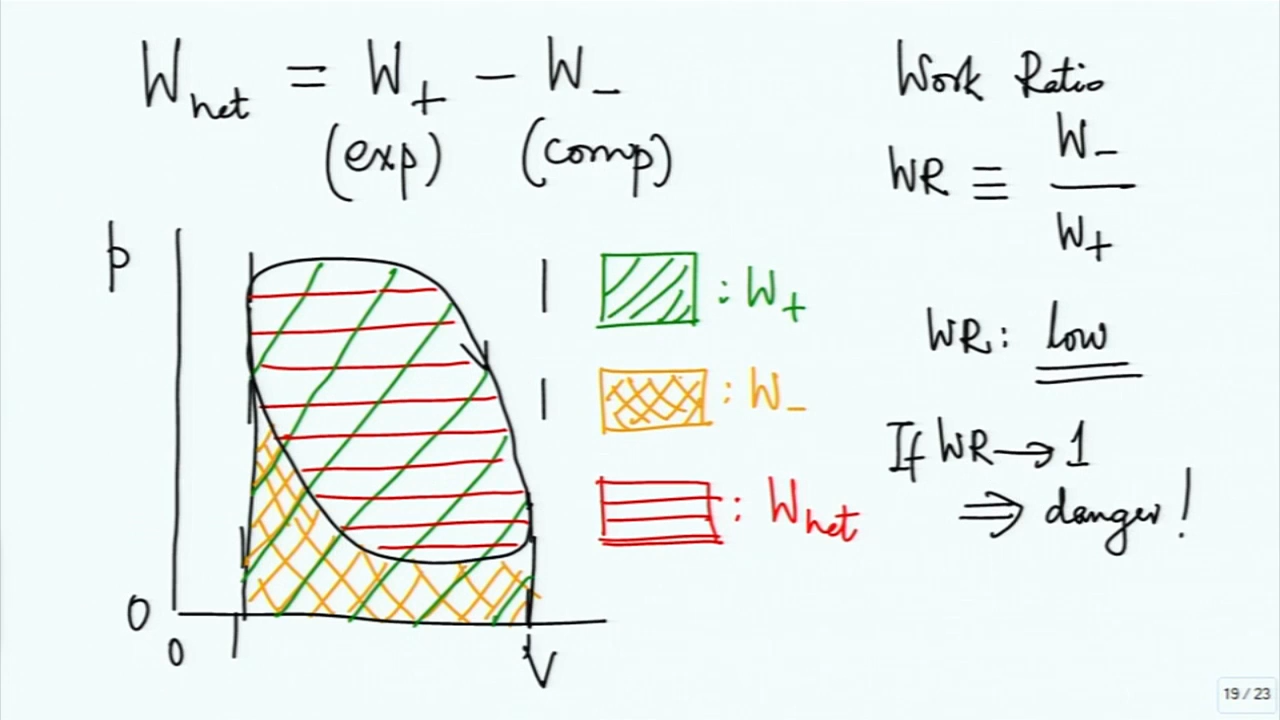 W_net = W_+ - W_-
(exp) (comp)
Work Ratio
WR ≡ W_- / W_+
WR: low
If WR → 1
⇒ danger!
p
: W_+
: W_-
: W_net
0
0
V
19 / 23